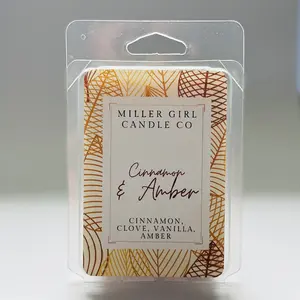 MILLER GIRL
CANDLE CO
Cinnamon
& Amber
CINNAMON,
CLOVE, VANILLA,
AMBER